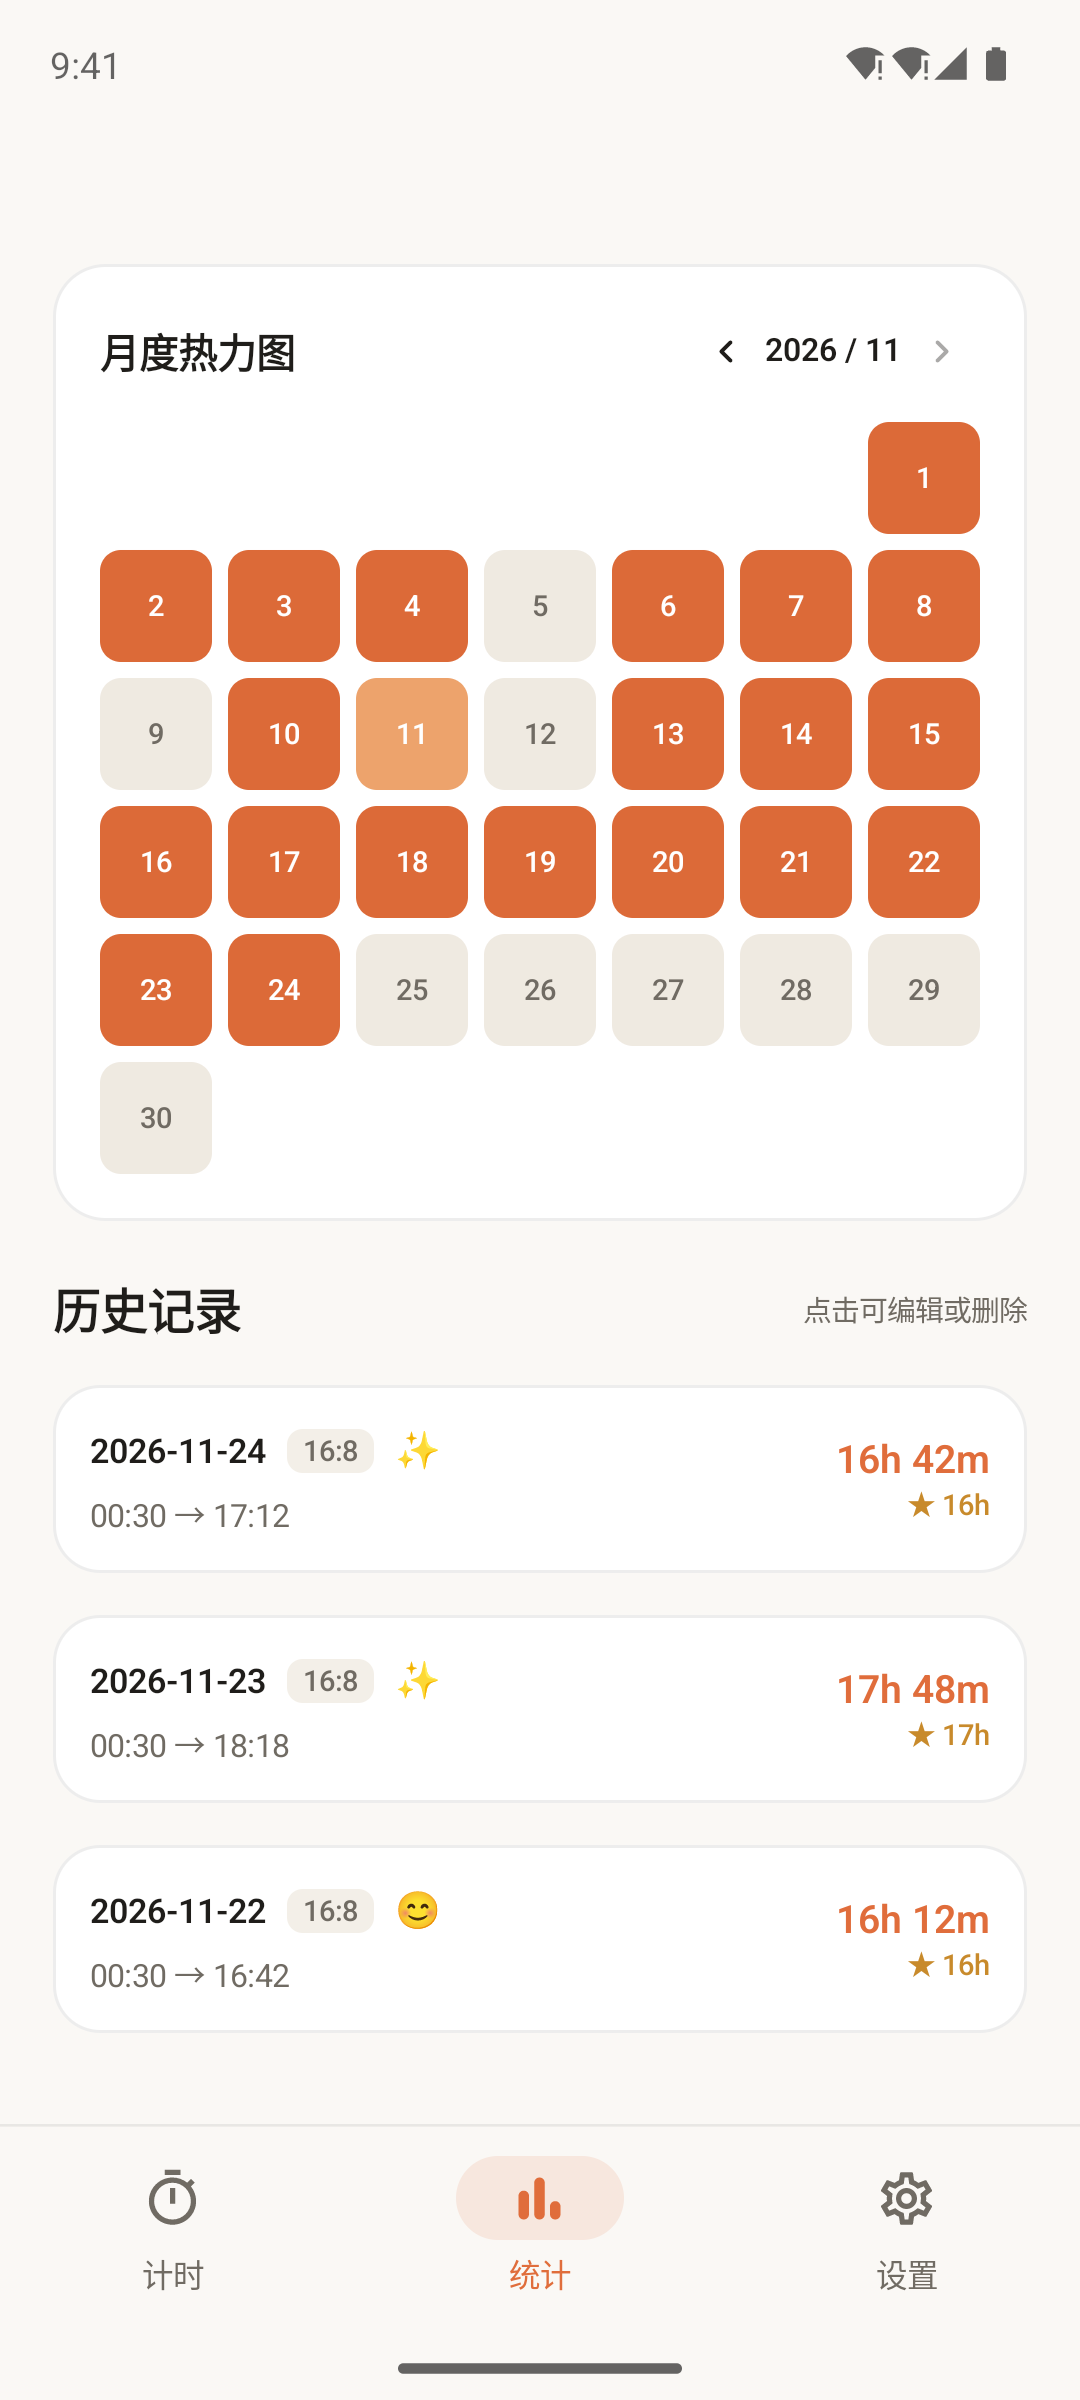 9:41
月度热力图
2026 / 11
1
2 3 4 5 6 7 8
9 10 11 12 13 14 15
16 17 18 19 20 21 22
23 24 25 26 27 28 29
30
历史记录
点击可编辑或删除
2026-11-24 16:8 ✨
16h 42m
00:30 → 17:12
★ 16h
2026-11-23 16:8 ✨
17h 48m
00:30 → 18:18
★ 17h
2026-11-22 16:8 😊
16h 12m
00:30 → 16:42
★ 16h
计时
统计
设置